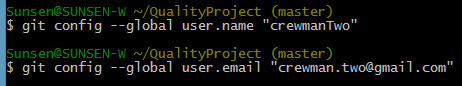 Sunsen@SUNSEN-W ~/QualityProject (master)
$ git config --global user.name "crewmanTwo"
Sunsen@SUNSEN-W ~/QualityProject (master)
$ git config --global user.email "crewman.two@gmail.com"